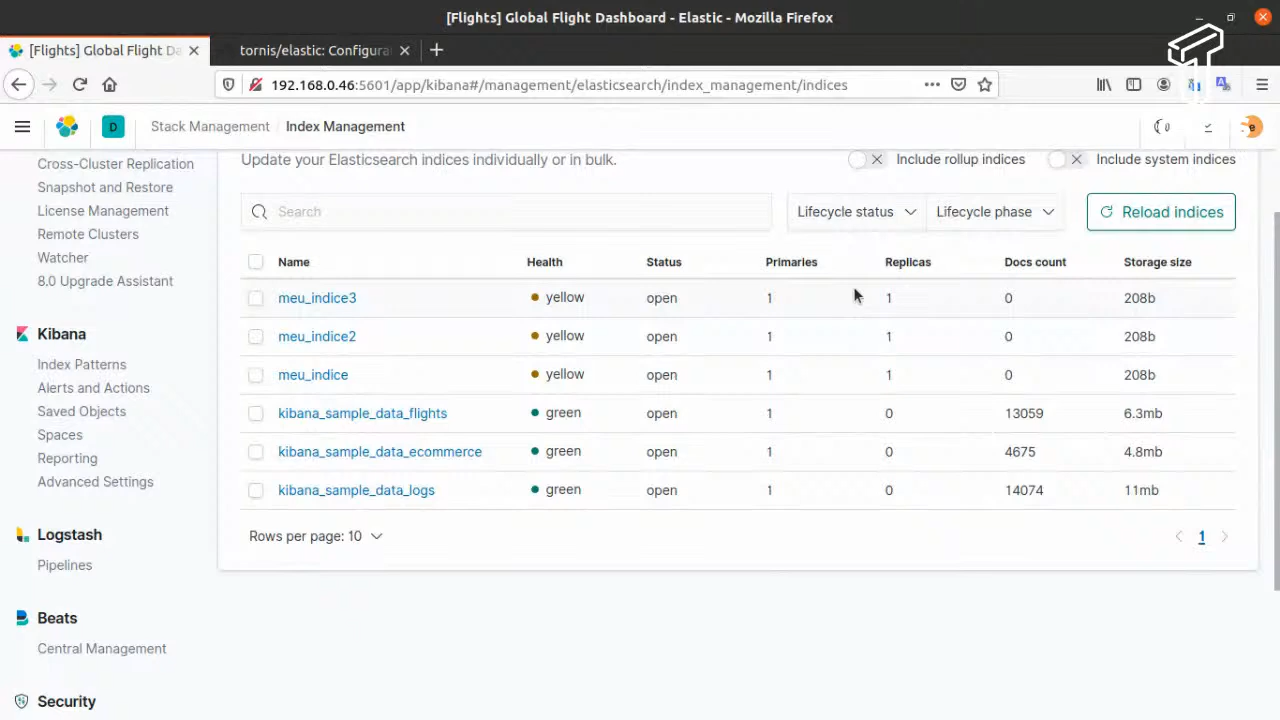 [Flights] Global Flight Dashboard - Elastic - Mozilla Firefox
[Flights] Global Flight Da
tornis/elastic: Configura
192.168.0.46:5601/app/kibana#/management/elasticsearch/index_management/indices
D Stack Management / Index Management e
Cross-Cluster Replication
Snapshot and Restore
License Management
Remote Clusters
Watcher
8.0 Upgrade Assistant
Kibana
Index Patterns
Alerts and Actions
Saved Objects
Spaces
Reporting
Advanced Settings
Logstash
Pipelines
Beats
Central Management
Security
Update your Elasticsearch indices individually or in bulk.
Include rollup indices
Include system indices
Search
Lifecycle status
Lifecycle phase
Reload indices
Name Health Status Primaries Replicas Docs count Storage size
meu_indice3 yellow open 1 1 0 208b
meu_indice2 yellow open 1 1 0 208b
meu_indice yellow open 1 1 0 208b
kibana_sample_data_flights green open 1 0 13059 6.3mb
kibana_sample_data_ecommerce green open 1 0 4675 4.8mb
kibana_sample_data_logs green open 1 0 14074 11mb
Rows per page: 10
1